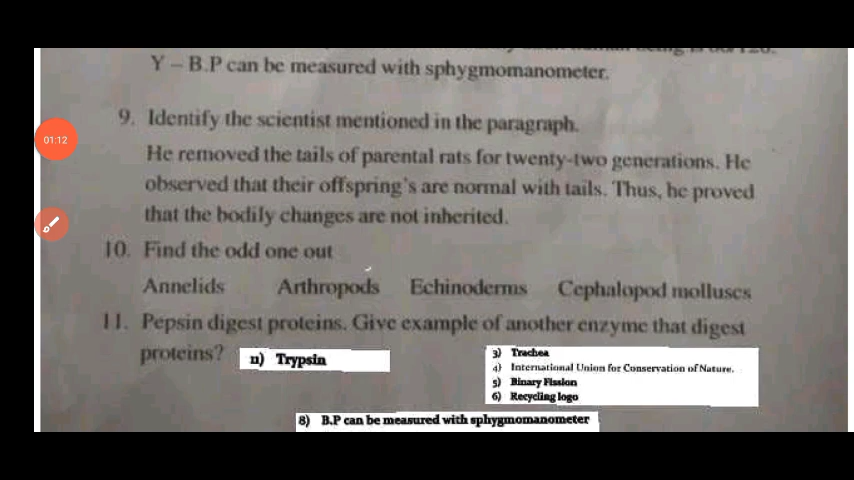 Y – B.P can be measured with sphygmomanometer.
01:12
9. Identify the scientist mentioned in the paragraph.
He removed the tails of parental rats for twenty-two generations. He
observed that their offspring's are normal with tails. Thus, he proved
that the bodily changes are not inherited.
10. Find the odd one out
Annelids Arthropods Echinoderms Cephalopod molluscs
11. Pepsin digest proteins. Give example of another enzyme that digest
proteins?
11) Trypsin
3) Trachea
4) International Union for Conservation of Nature.
5) Binary Fission
6) Recycling logo
8) B.P can be measured with sphygmomanometer